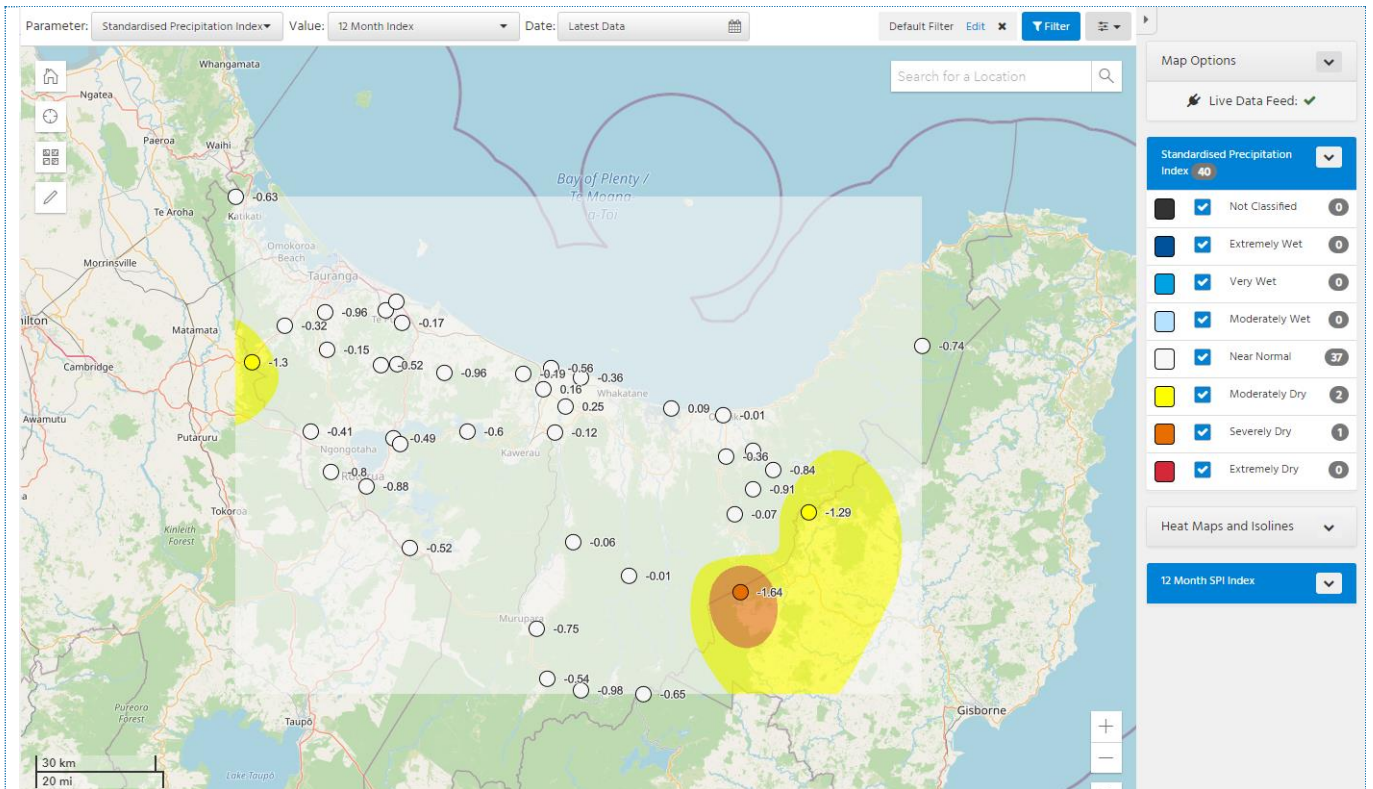 Parameter: Standardised Precipitation Index Value: 12 Month Index Date: Latest Data Default Filter Edit ✖ Filter
Search for a Location
Whangamata
Ngatea
Paeroa
Waihi
Bay of Plenty /
Te Moana
a-Toi
-0.63
Te Aroha
Katikati
Omokoroa
Beach
Morrinsville
Tauranga
-0.96
-0.32
-0.17
Matamata
-0.15
-0.74
-1.3
-0.52
Cambridge
-0.96
-0.19
-0.56
-0.36
0.16
Whakatane
0.25
0.09
-0.01
Awamutu
Putaruru
-0.41
-0.49
-0.6
-0.12
Ngongotaha
Kawerau
-0.36
-0.8
-0.84
-0.88
-0.91
Tokoroa
-0.07
-1.29
Kinleith
Forest
-0.52
-0.06
-0.01
-1.64
Murupara
-0.75
-0.54
-0.98
-0.65
Pureora
Forest
Taupō
Gisborne
Lake Taupō
30 km
20 mi
Map Options
Live Data Feed: ✔
Standardised Precipitation
Index 40
Not Classified 0
Extremely Wet 0
Very Wet 0
Moderately Wet 0
Near Normal 37
Moderately Dry 2
Severely Dry 1
Extremely Dry 0
Heat Maps and Isolines
12 Month SPI Index